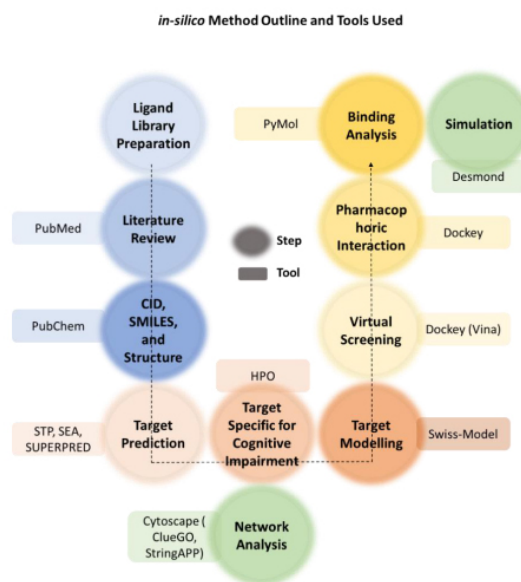 in-silico Method Outline and Tools Used
Ligand
Library
Preparation
PubMed
Literature
Review
PubChem
CID,
SMILES,
and
Structure
STP, SEA,
SUPERPRED
Target
Prediction
HPO
Target
Specific for
Cognitive
Impairment
Target
Modelling
Swiss-Model
Virtual
Screening
Dockey (Vina)
Pharmacop
horic
Interaction
Dockey
PyMol
Binding
Analysis
Simulation
Desmond
Step
Tool
Cytoscape (
ClueGO,
StringAPP)
Network
Analysis